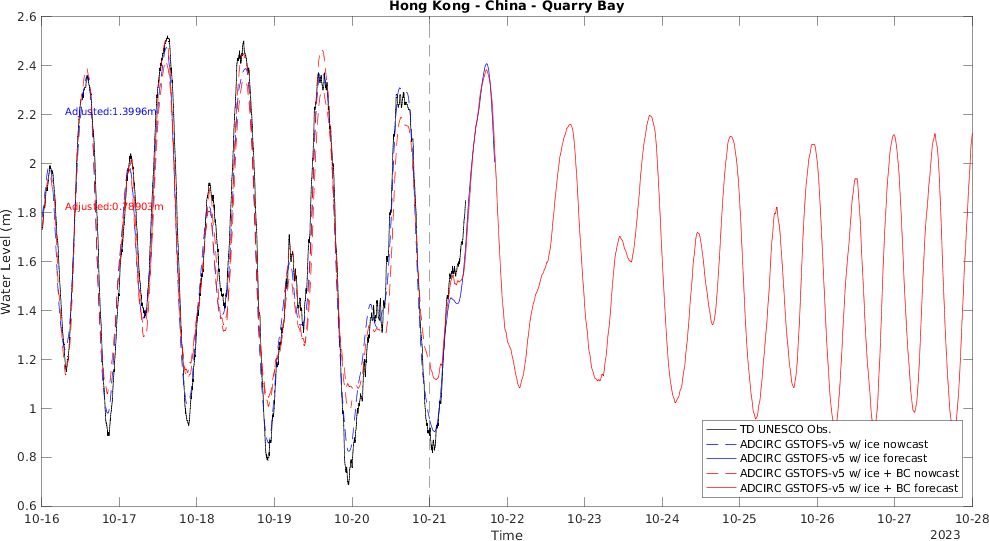 Hong Kong - China - Quarry Bay
2.6
2.4
2.2
2
1.8
1.6
1.4
1.2
1
0.8
0.6
Water Level (m)
Adjusted:1.3996m
Adjusted:0.78903m
TD UNESCO Obs.
ADCIRC GSTOFS-v5 w/ ice nowcast
ADCIRC GSTOFS-v5 w/ ice forecast
ADCIRC GSTOFS-v5 w/ ice + BC nowcast
ADCIRC GSTOFS-v5 w/ ice + BC forecast
10-16 10-17 10-18 10-19 10-20 10-21 10-22 10-23 10-24 10-25 10-26 10-27 10-28
Time
2023